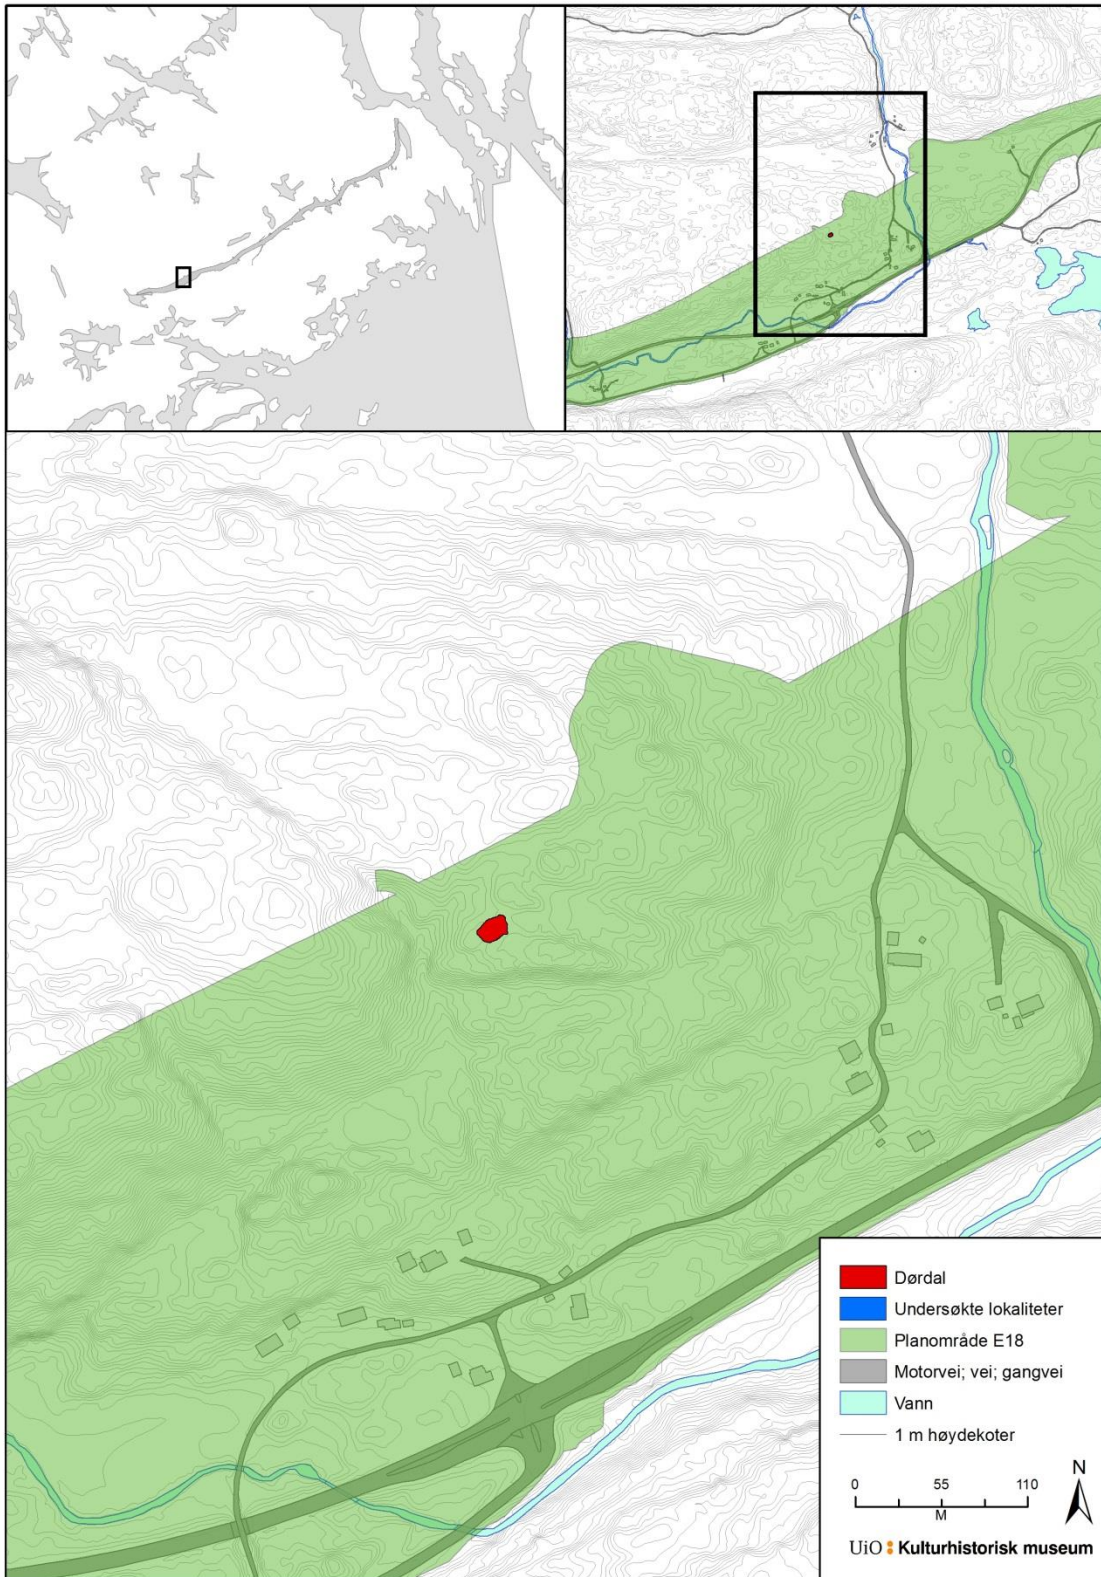 Dørdal
Undersøkte lokaliteter
Planområde E18
Motorvei; vei; gangvei
Vann
1 m høydekoter
N
0 55 110
M
UiO Kulturhistorisk museum